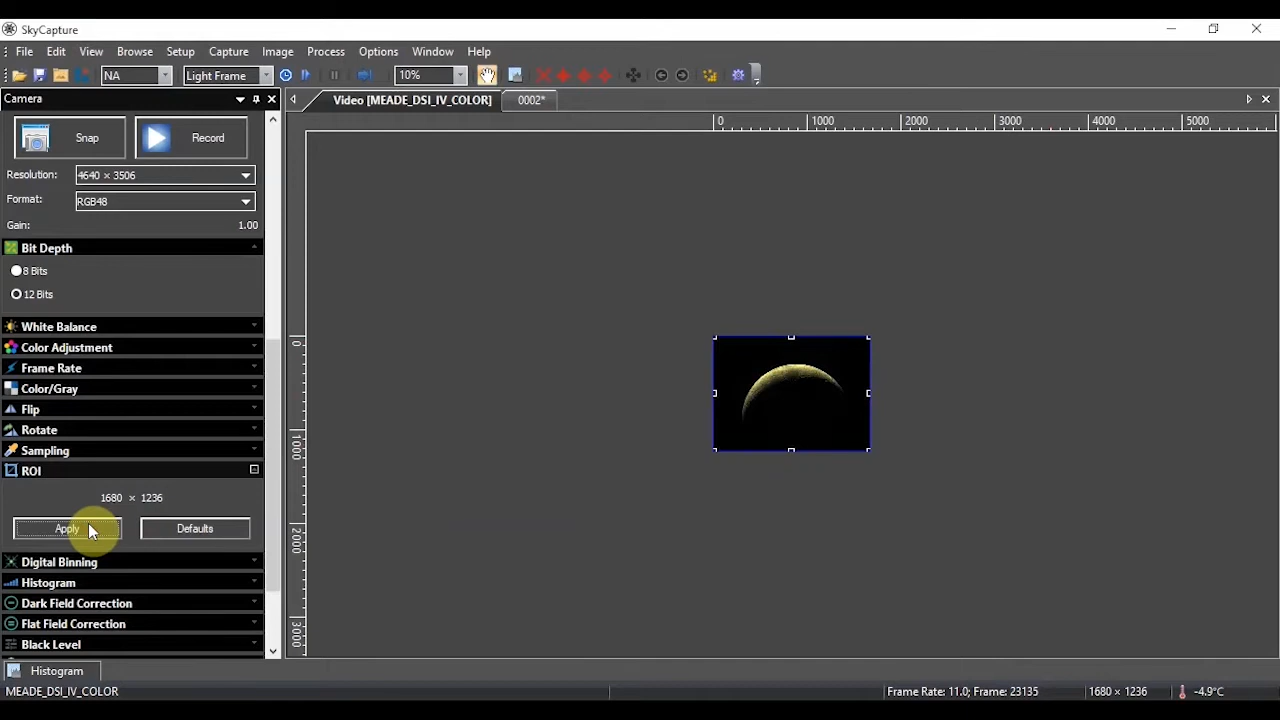 SkyCapture
File Edit View Browse Setup Capture Image Process Options Window Help
NA Light Frame 10%
Camera
Video [MEADE_DSI_IV_COLOR] 0002*
Snap Record
0 1000 2000 3000 4000 5000
Resolution: 4640 × 3506
Format: RGB48
Gain: 1.00
Bit Depth
8 Bits
12 Bits
White Balance
Color Adjustment
Frame Rate
Color/Gray
Flip
Rotate
Sampling
ROI
1680 × 1236
Apply Defaults
Digital Binning
Histogram
Dark Field Correction
Flat Field Correction
Black Level
0
1000
2000
3000
Histogram
MEADE_DSI_IV_COLOR Frame Rate: 11.0; Frame: 23135 1680 × 1236 -4.9°C